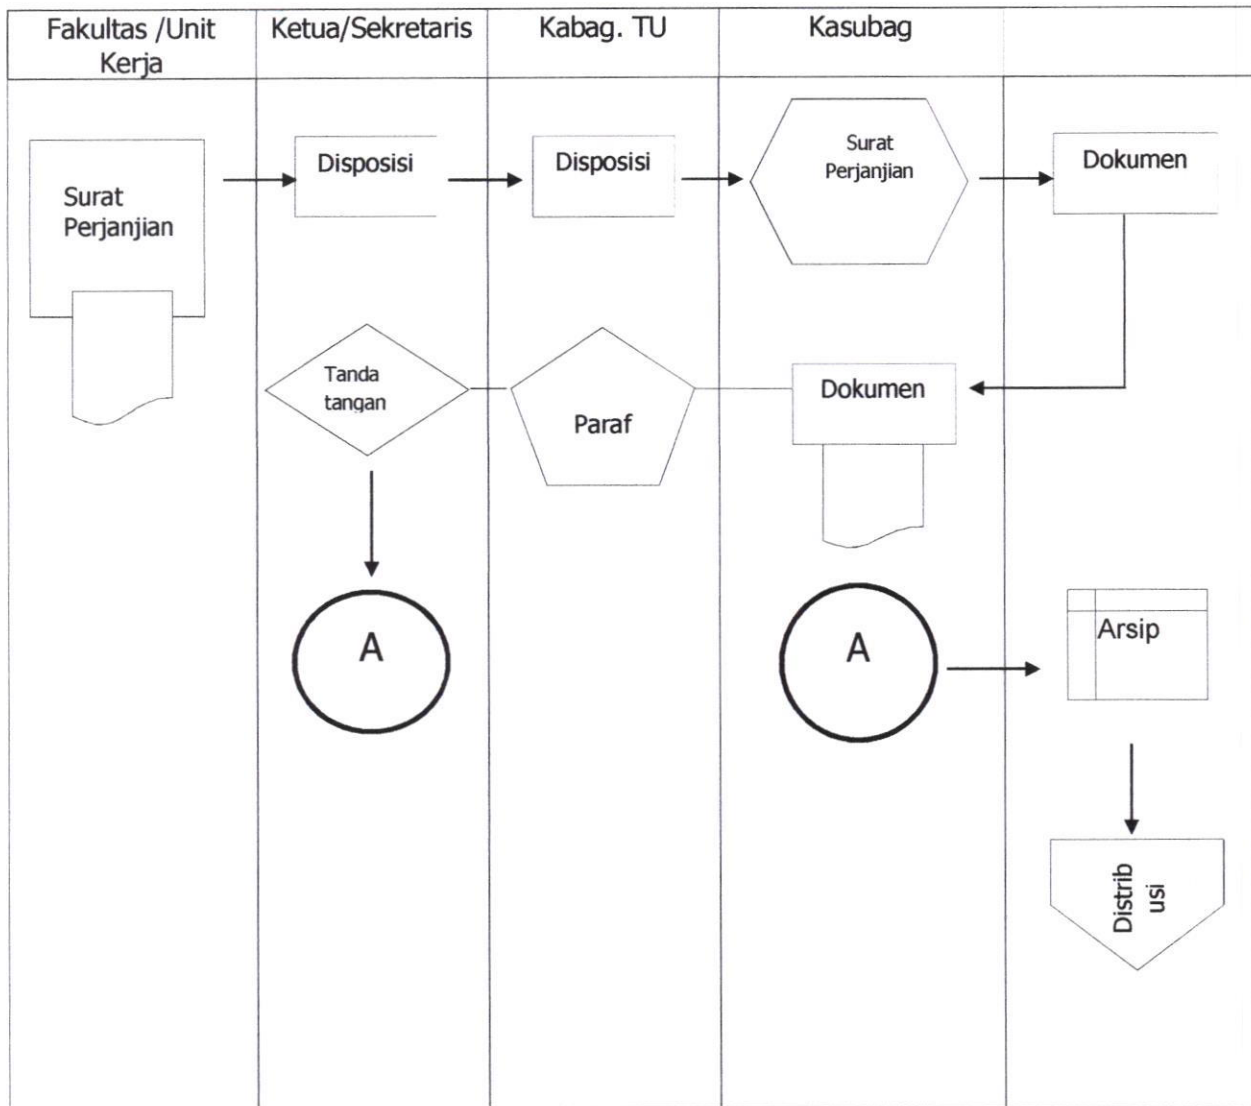 Fakultas /Unit
Kerja
Ketua/Sekretaris
Kabag. TU
Kasubag
Surat
Perjanjian
Disposisi
Disposisi
Surat
Perjanjian
Dokumen
Tanda
tangan
Paraf
Dokumen
A
A
Arsip
Distrib
usi